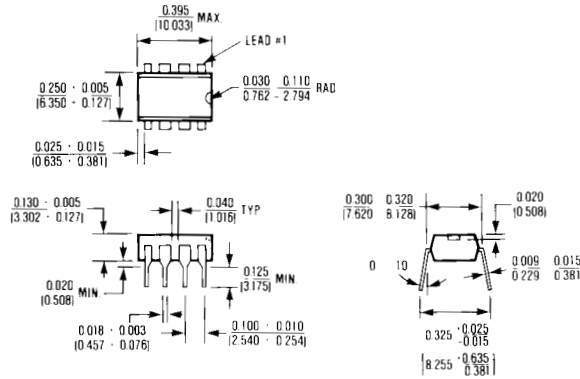 0.395
(10.033) MAX.
LEAD #1
0.250 · 0.005
(6.350 · 0.127)
0.030 0.110
0.762 – 2.794 RAD
0.025 · 0.015
(0.635 · 0.381)
0.130 · 0.005
(3.302 · 0.127)
0.040
(1.016) TYP
0.300 0.320
(7.620 8.128)
0.020
(0.508)
0.020
(0.508) MIN.
0.125
(3.175) MIN.
0 10
0.009 0.015
0.229 0.381
0.018 · 0.003
(0.457 · 0.076)
0.100 · 0.010
(2.540 · 0.254)
0.325 ·0.025
-0.015
(8.255 ·0.635
0.381)